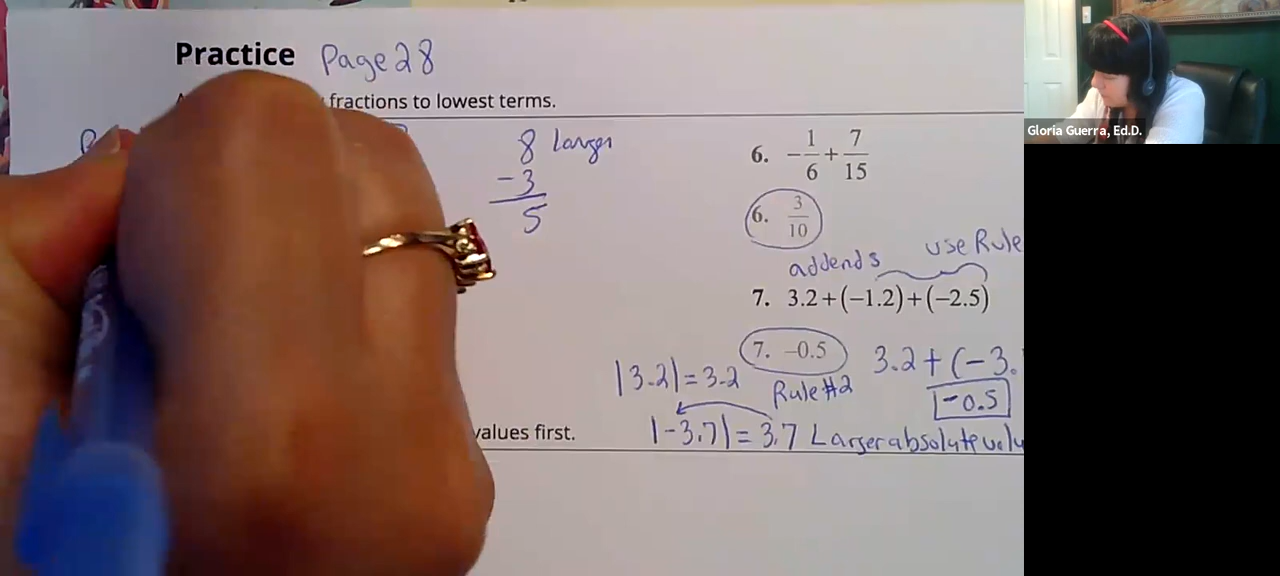 Practice Page 28
fractions to lowest terms.
8 Larger
- 3
5
6. -1/6 + 7/15
6. 3/10
addends use Rule
7. 3.2+(−1.2)+(−2.5)
7. −0.5
3.2+(-3.
|3.2|=3.2
Rule#2
-0.5
|-3.7|=3.7 Larger absolute valu
values first.
Gloria Guerra, Ed.D.